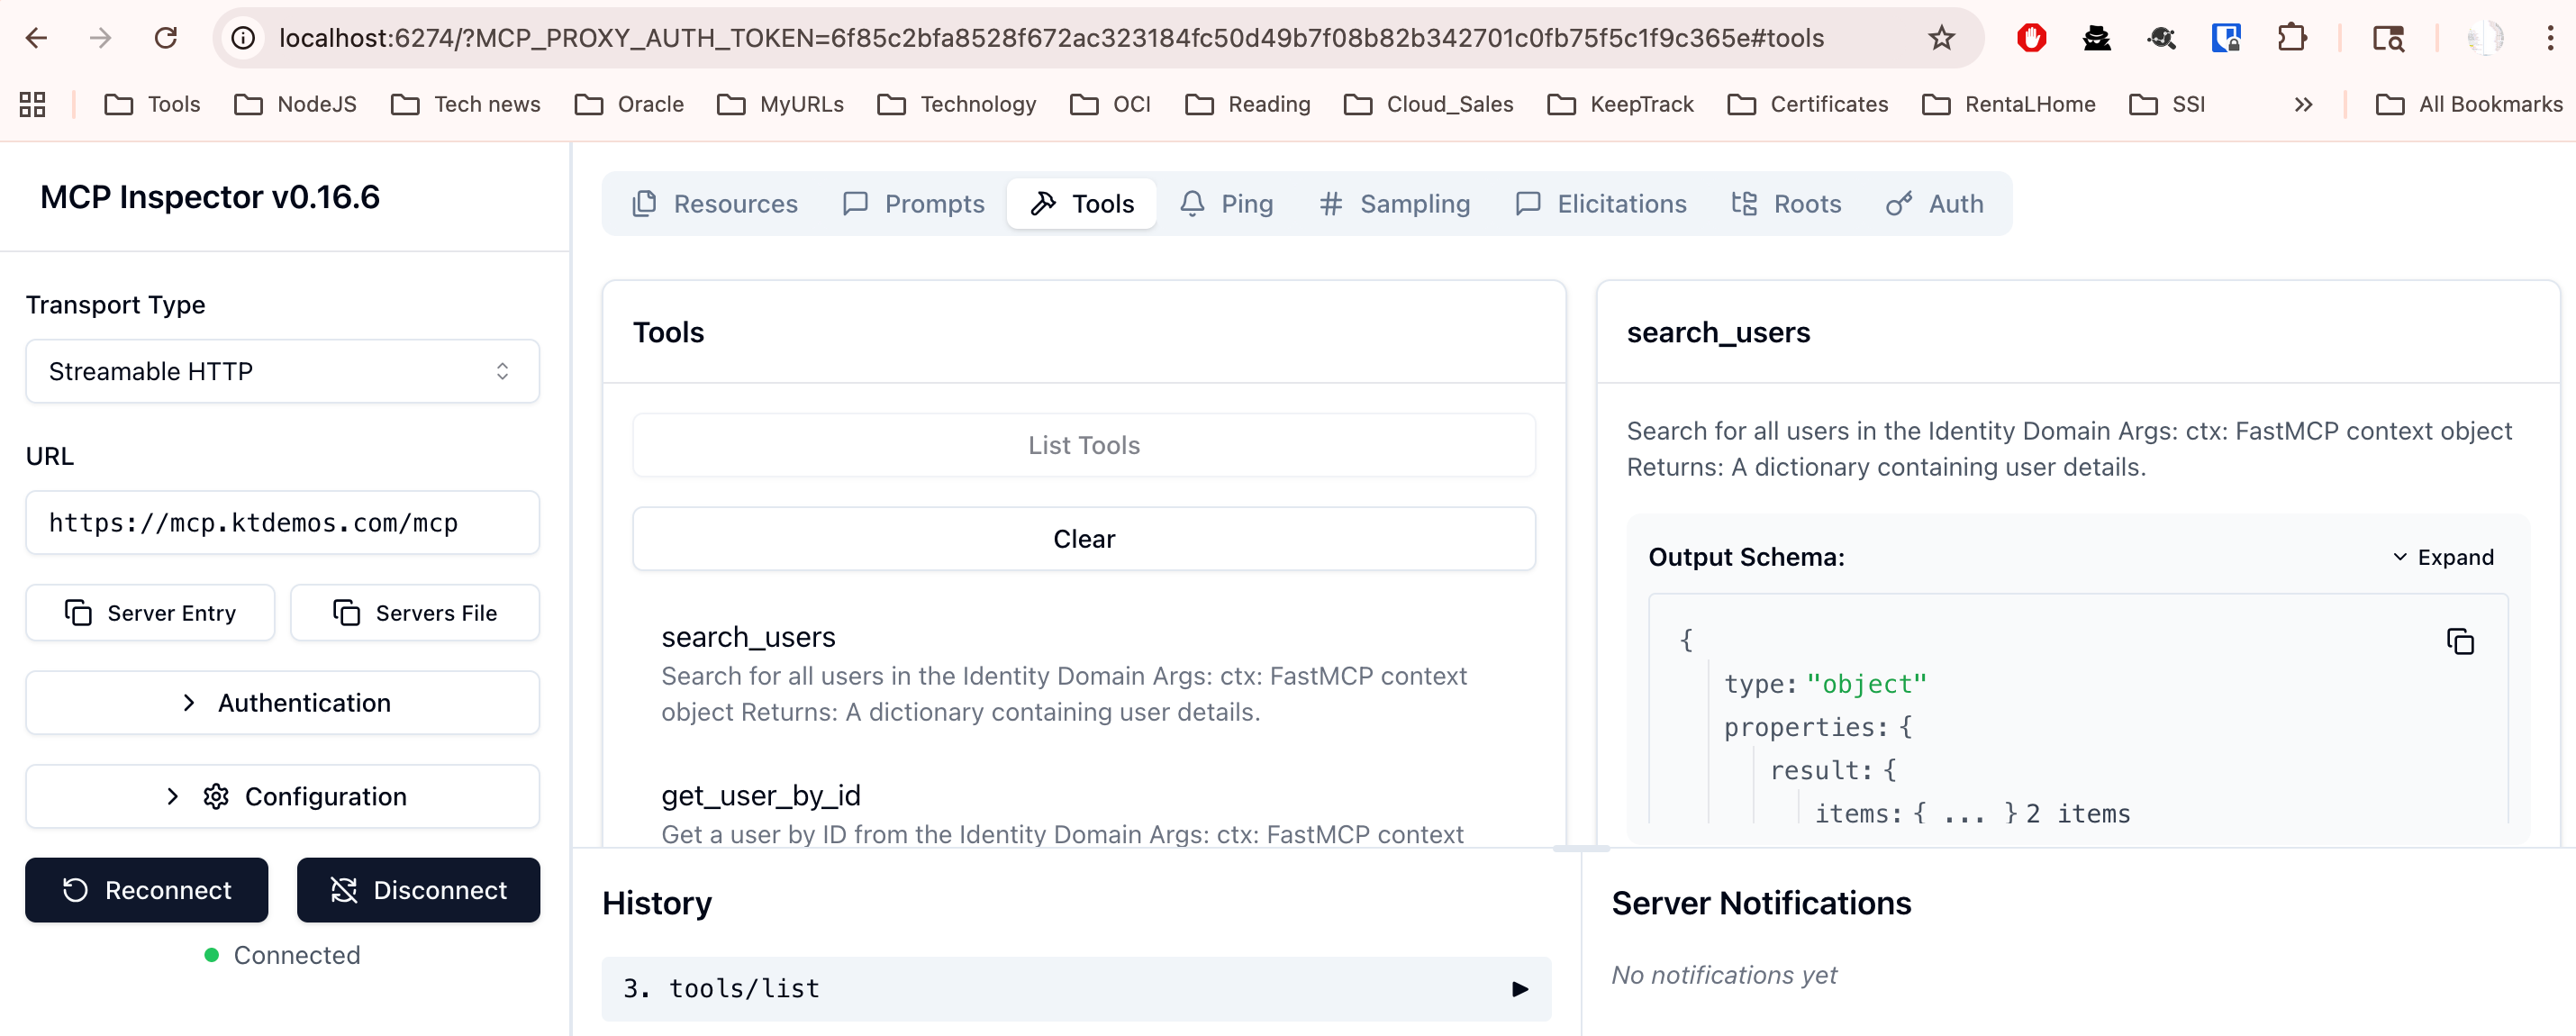 localhost:6274/?MCP_PROXY_AUTH_TOKEN=6f85c2bfa8528f672ac323184fc50d49b7f08b82b342701c0fb75f5c1f9c365e#tools
Tools NodeJS Tech news Oracle MyURLs Technology OCI Reading Cloud_Sales KeepTrack Certificates RentaLHome SSI » All Bookmarks
MCP Inspector v0.16.6
Transport Type
Streamable HTTP
URL
https://mcp.ktdemos.com/mcp
Server Entry Servers File
Authentication
Configuration
Reconnect Disconnect
Connected
Resources Prompts Tools Ping Sampling Elicitations Roots Auth
Tools
List Tools
Clear
search_users
Search for all users in the Identity Domain Args: ctx: FastMCP context
object Returns: A dictionary containing user details.
get_user_by_id
Get a user by ID from the Identity Domain Args: ctx: FastMCP context
search_users
Search for all users in the Identity Domain Args: ctx: FastMCP context object
Returns: A dictionary containing user details.
Output Schema: Expand
{
type: "object"
properties: {
result: {
items: { ... } 2 items
History
3. tools/list
Server Notifications
No notifications yet